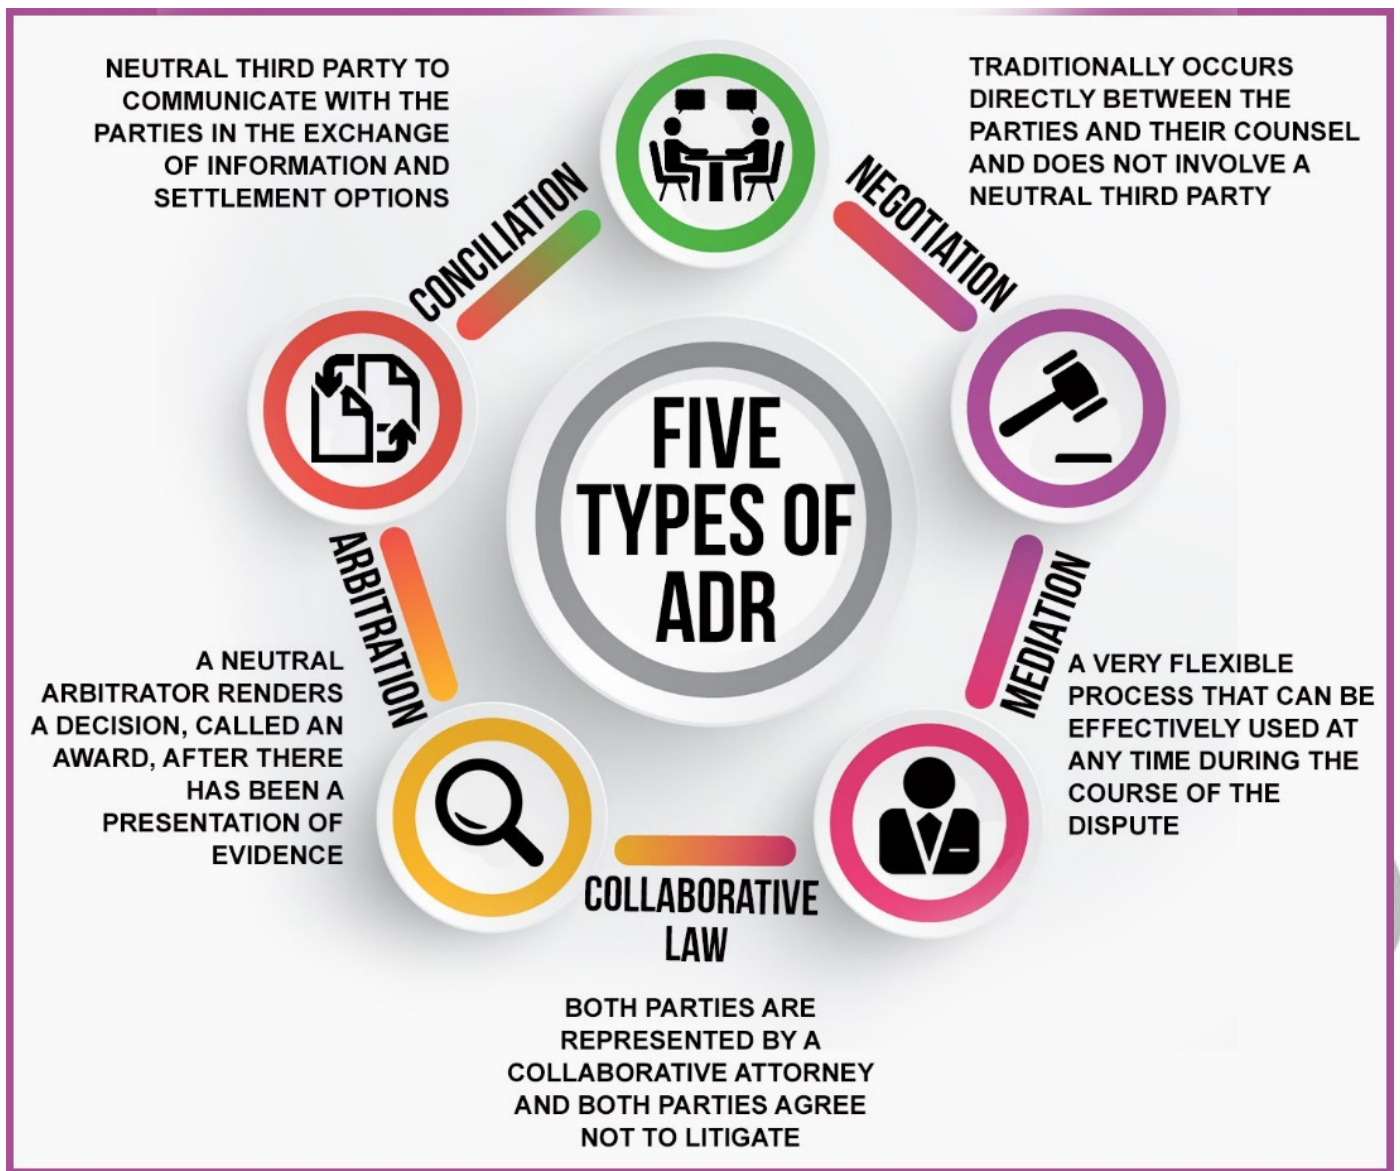 FIVE
TYPES OF
ADR
NEUTRAL THIRD PARTY TO
COMMUNICATE WITH THE
PARTIES IN THE EXCHANGE
OF INFORMATION AND
SETTLEMENT OPTIONS
CONCILIATION
NEGOTIATION
TRADITIONALLY OCCURS
DIRECTLY BETWEEN THE
PARTIES AND THEIR COUNSEL
AND DOES NOT INVOLVE A
NEUTRAL THIRD PARTY
ARBITRATION
A NEUTRAL
ARBITRATOR RENDERS
A DECISION, CALLED AN
AWARD, AFTER THERE
HAS BEEN A
PRESENTATION OF
EVIDENCE
MEDIATION
A VERY FLEXIBLE
PROCESS THAT CAN BE
EFFECTIVELY USED AT
ANY TIME DURING THE
COURSE OF THE
DISPUTE
COLLABORATIVE
LAW
BOTH PARTIES ARE
REPRESENTED BY A
COLLABORATIVE ATTORNEY
AND BOTH PARTIES AGREE
NOT TO LITIGATE